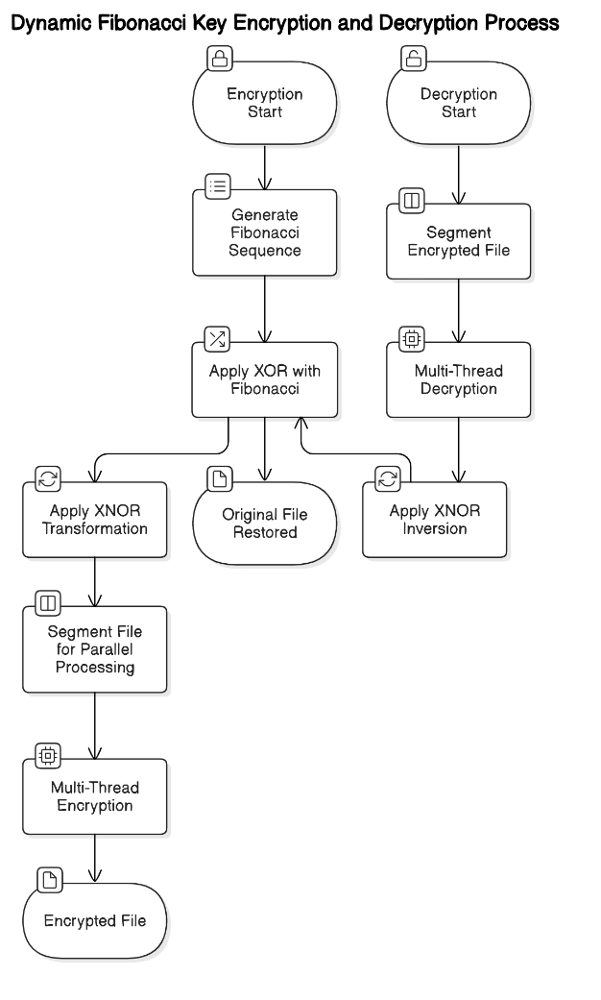 Dynamic Fibonacci Key Encryption and Decryption Process
Encryption
Start
Decryption
Start
Generate
Fibonacci
Sequence
Segment
Encrypted File
Apply XOR with
Fibonacci
Multi-Thread
Decryption
Apply XNOR
Transformation
Original File
Restored
Apply XNOR
Inversion
Segment File
for Parallel
Processing
Multi-Thread
Encryption
Encrypted File